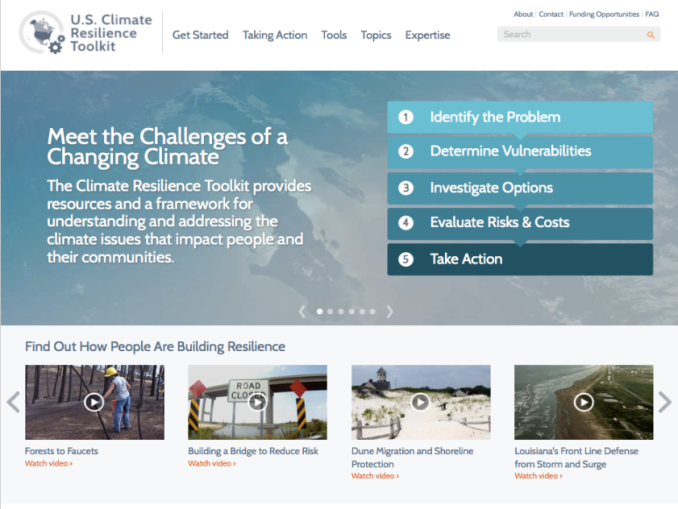 U.S. Climate
Resilience
Toolkit
About | Contact | Funding Opportunities | FAQ
Get Started Taking Action Tools Topics Expertise
Search
Meet the Challenges of a
Changing Climate
The Climate Resilience Toolkit provides
resources and a framework for
understanding and addressing the
climate issues that impact people and
their communities.
1 Identify the Problem
2 Determine Vulnerabilities
3 Investigate Options
4 Evaluate Risks & Costs
5 Take Action
Find Out How People Are Building Resilience
ROAD
CLOSED
Forests to Faucets
Watch video ›
Building a Bridge to Reduce Risk
Watch video ›
Dune Migration and Shoreline
Protection
Watch video ›
Louisiana's Front Line Defense
from Storm and Surge
Watch video ›